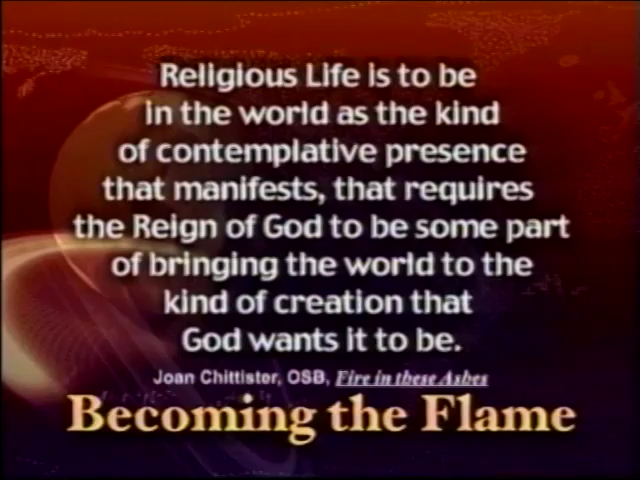 Religious Life is to be
in the world as the kind
of contemplative presence
that manifests, that requires
the Reign of God to be some part
of bringing the world to the
kind of creation that
God wants it to be.
Joan Chittister, OSB, Fire in these Ashes
Becoming the Flame